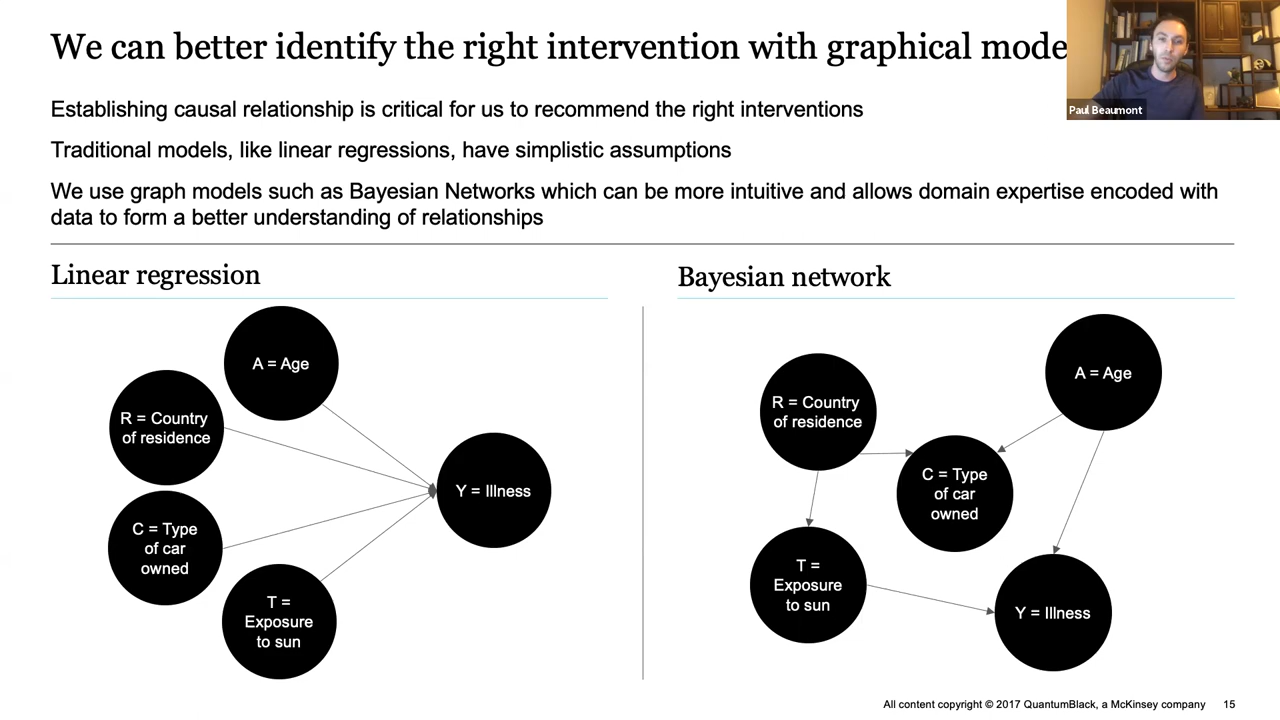 We can better identify the right intervention with graphical mode
Paul Beaumont
Establishing causal relationship is critical for us to recommend the right interventions
Traditional models, like linear regressions, have simplistic assumptions
We use graph models such as Bayesian Networks which can be more intuitive and allows domain expertise encoded with
data to form a better understanding of relationships
Linear regression
A = Age
R = Country
of residence
C = Type
of car
owned
T =
Exposure
to sun
Y = Illness
Bayesian network
A = Age
R = Country
of residence
C = Type
of car
owned
T =
Exposure
to sun
Y = Illness
All content copyright © 2017 QuantumBlack, a McKinsey company
15